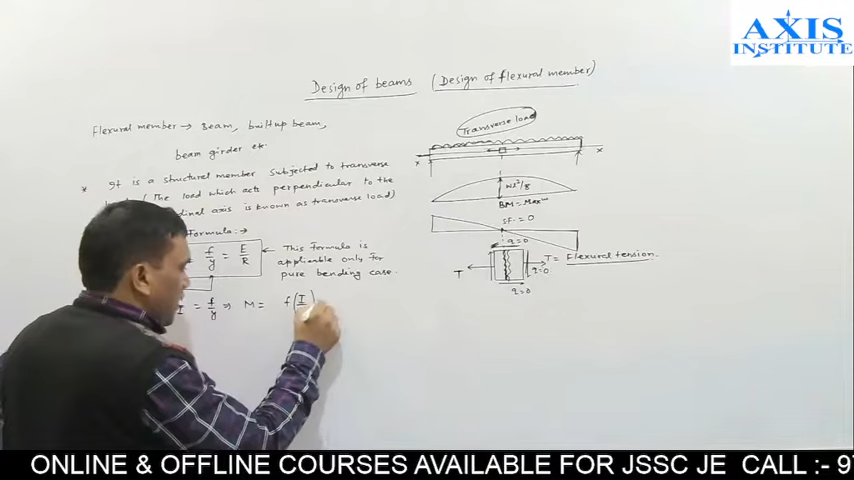 AXIS
INSTITUTE
Design of beams (Design of flexural member)
Flexural member → Beam, built up beam,
beam girder etc.
* It is a structural member subjected to transverse
(The load which acts perpendicular to the
dinal axis is known as transverse load)
Formula:→
f/y = E/R
This formula is
applicable only for
pure bending case.
I = f/y ⇒ M = f(I
Transverse load
x x
wl²/8
BM = Max^m
SF = 0
q=0
T T = Flexural tension.
q=0
q=0
ONLINE & OFFLINE COURSES AVAILABLE FOR JSSC JE CALL :- 9